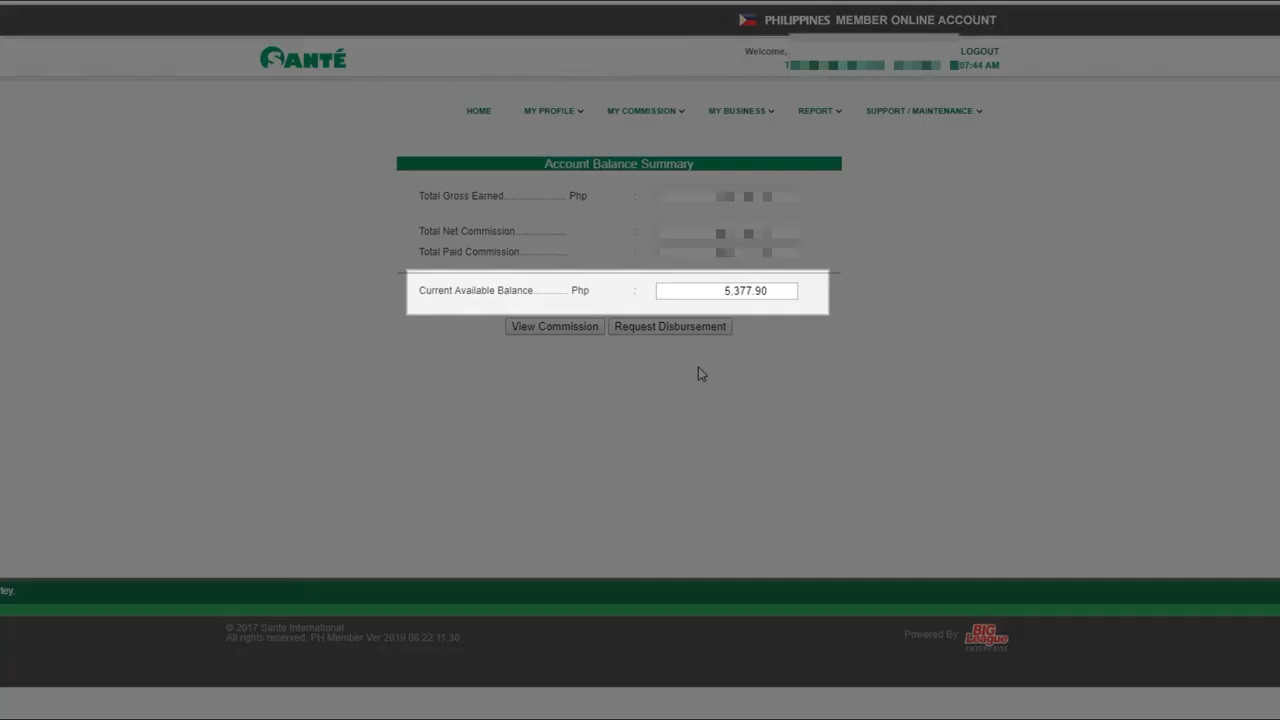 PHILIPPINES MEMBER ONLINE ACCOUNT
SANTÉ
Welcome,
LOGOUT
07:44 AM
HOME MY PROFILE MY COMMISSION MY BUSINESS REPORT SUPPORT / MAINTENANCE
Account Balance Summary
Total Gross Earned...................... Php :
Total Net Commission.................. :
Total Paid Commission................. :
Current Available Balance............ Php : 5,377.90
View Commission Request Disbursement
© 2017 Sante International
All rights reserved. PH Member Ver 2019.08.22.11.30
Powered By: BIG League ENTERPRISE